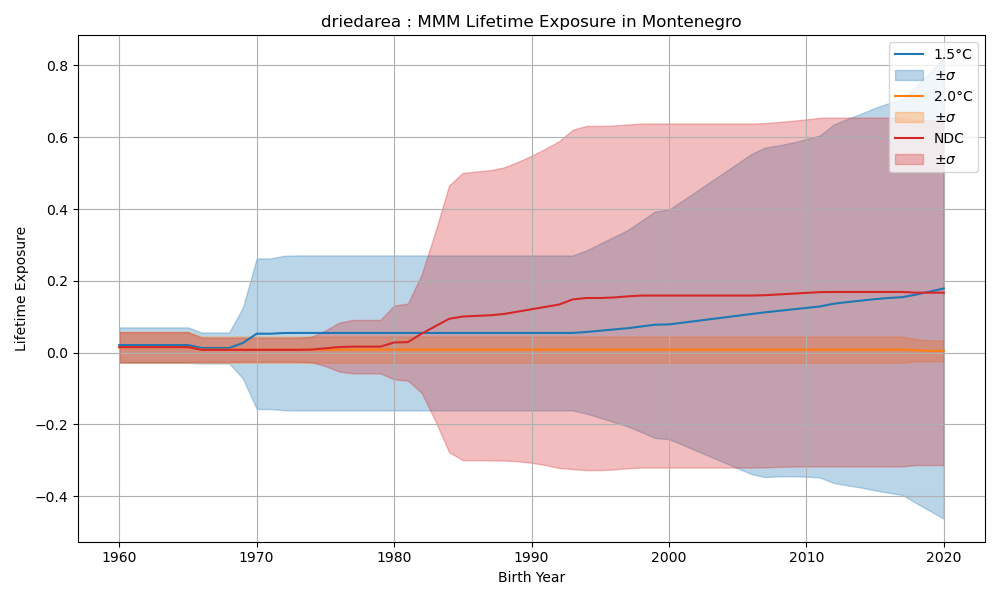 driedarea : MMM Lifetime Exposure in Montenegro
1.5°C
±σ
2.0°C
±σ
NDC
±σ
Lifetime Exposure
0.8
0.6
0.4
0.2
0.0
−0.2
−0.4
1960 1970 1980 1990 2000 2010 2020
Birth Year